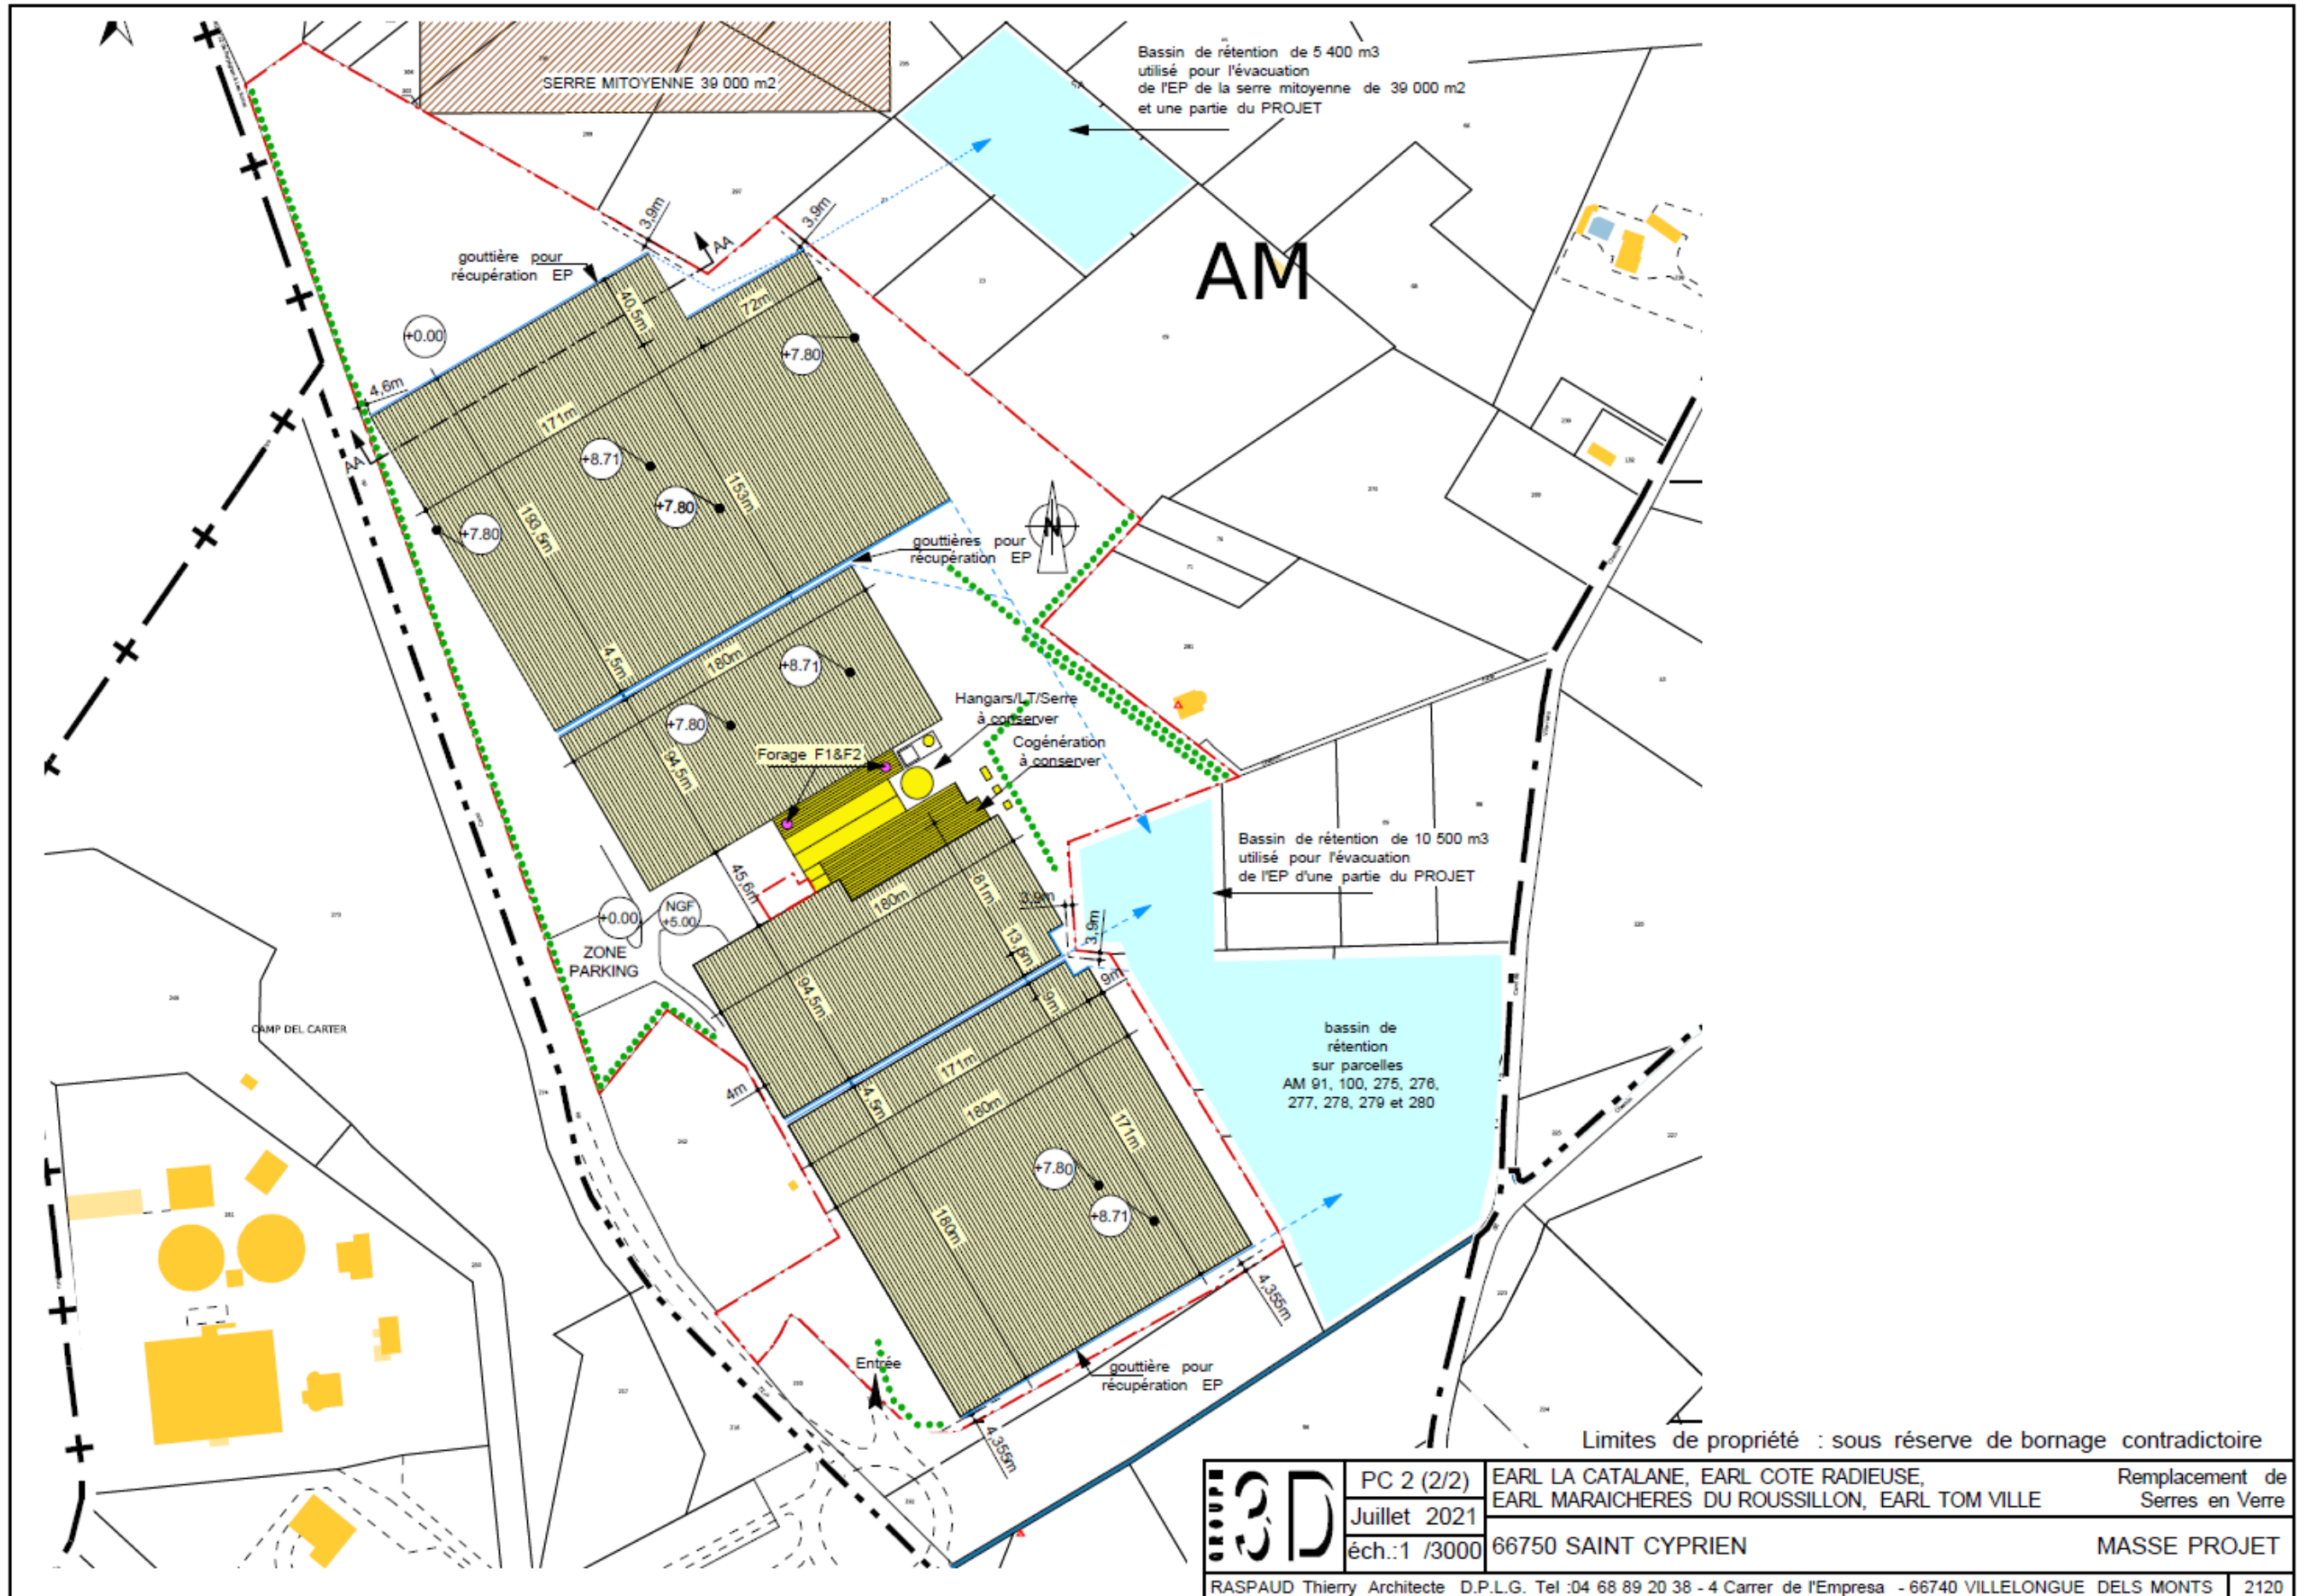 SERRE MITOYENNE 39 000 m2
Bassin de rétention de 5 400 m3
utilisé pour l'évacuation
de l'EP de la serre mitoyenne de 39 000 m2
et une partie du PROJET
AM
gouttière pour
récupération EP
3,9m
AA
3,9m
+0.00
4,6m
40,5m
72m
+7.80
171m
+8.71
+7.80
153m
193,5m
+7.80
AA
N
gouttières pour
récupération EP
4,5m
180m
+8.71
+7.80
94,5m
Forage F1&F2
Hangars/LT/Serre
à conserver
Cogénération
à conserver
Bassin de rétention de 10 500 m3
utilisé pour l'évacuation
de l'EP d'une partie du PROJET
45,6m
+0.00
NGF
+5.00
ZONE
PARKING
180m
81m
3,9m
3,9m
13,5m
9m
9m
94,5m
CAMP DEL CARTER
4m
171m
4,5m
180m
171m
bassin de
rétention
sur parcelles
AM 91, 100, 275, 276,
277, 278, 279 et 280
+7.80
+8.71
180m
4,355m
Entrée
gouttière pour
récupération EP
4,355m
Limites de propriété : sous réserve de bornage contradictoire
GROUPE
3D
PC 2 (2/2)
Juillet 2021
éch.:1 /3000
EARL LA CATALANE, EARL COTE RADIEUSE,
EARL MARAICHERES DU ROUSSILLON, EARL TOM VILLE
Remplacement de
Serres en Verre
66750 SAINT CYPRIEN
MASSE PROJET
RASPAUD Thierry Architecte D.P.L.G. Tel :04 68 89 20 38 - 4 Carrer de l'Empresa - 66740 VILLELONGUE DELS MONTS
2120